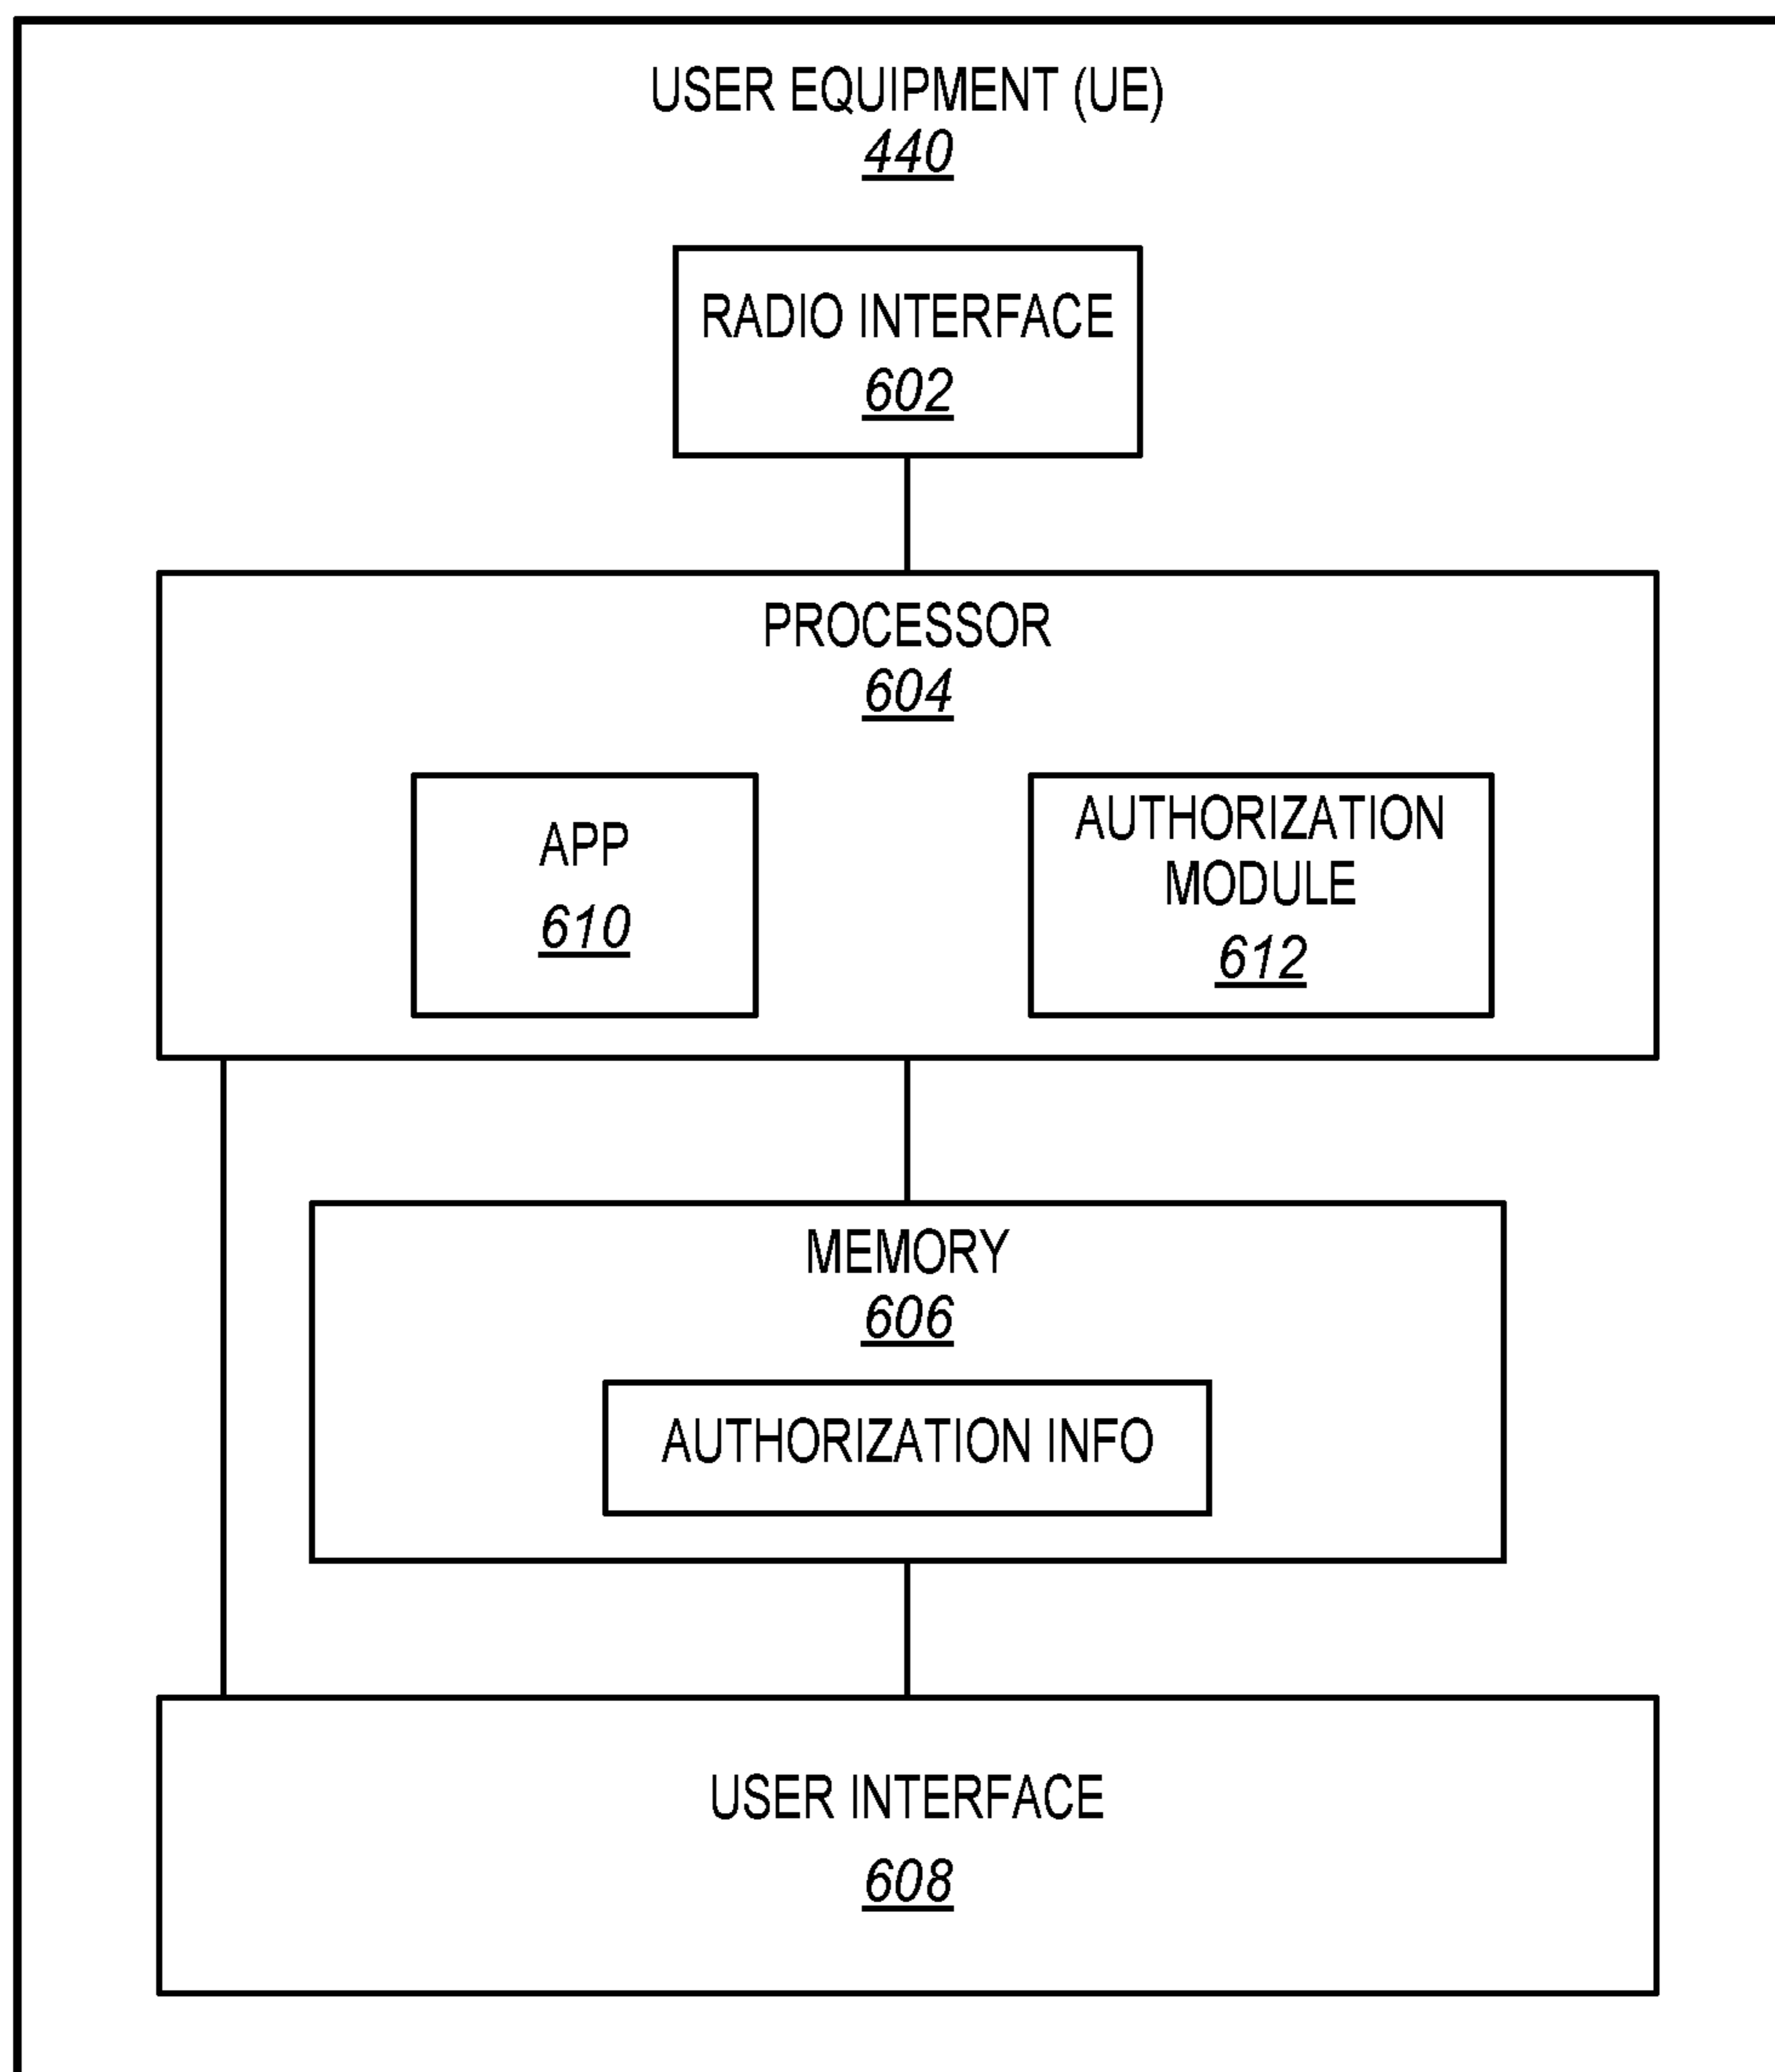 USER EQUIPMENT (UE)
440
RADIO INTERFACE
602
PROCESSOR
604
APP
610
AUTHORIZATION
MODULE
612
MEMORY
606
AUTHORIZATION INFO
USER INTERFACE
608